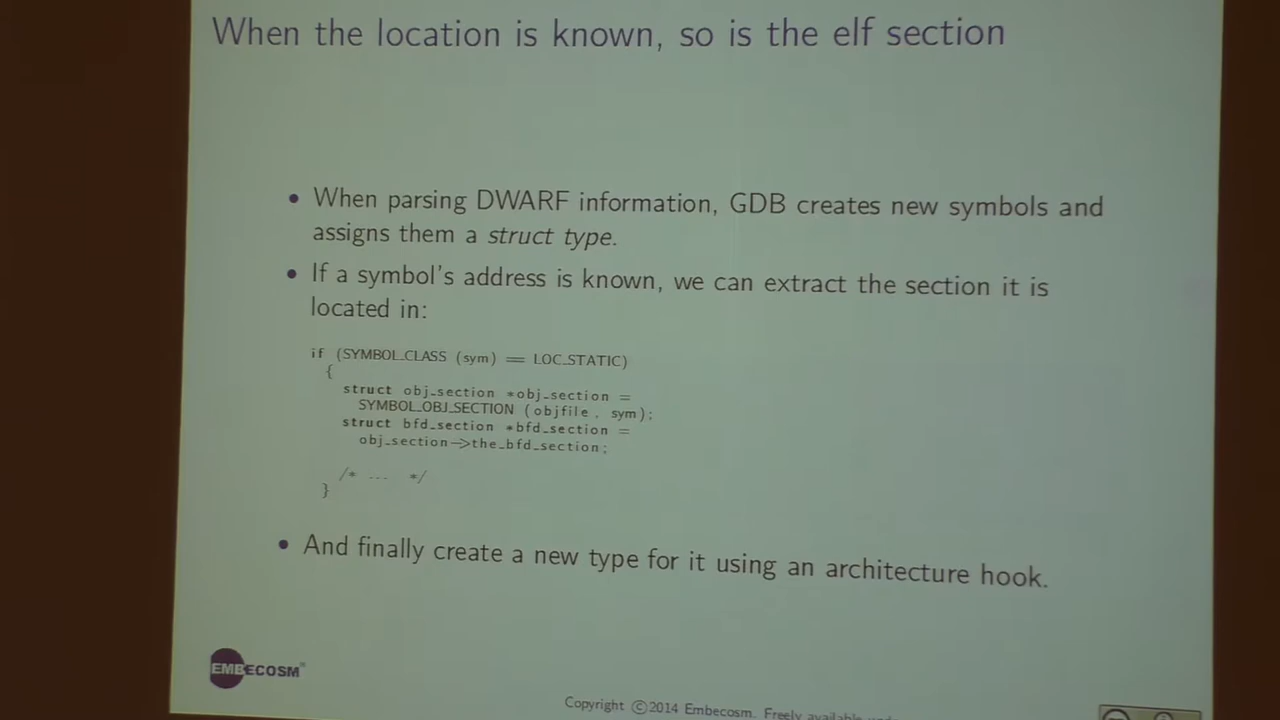 When the location is known, so is the elf section
• When parsing DWARF information, GDB creates new symbols and
assigns them a struct type.
• If a symbol's address is known, we can extract the section it is
located in:
if (SYMBOL_CLASS (sym) == LOC_STATIC)
{
struct obj_section *obj_section =
SYMBOL_OBJ_SECTION (objfile, sym);
struct bfd_section *bfd_section =
obj_section->the_bfd_section;
/* ... */
}
• And finally create a new type for it using an architecture hook.
EMBECOSM®
Copyright ©2014 Embecosm. Freely available